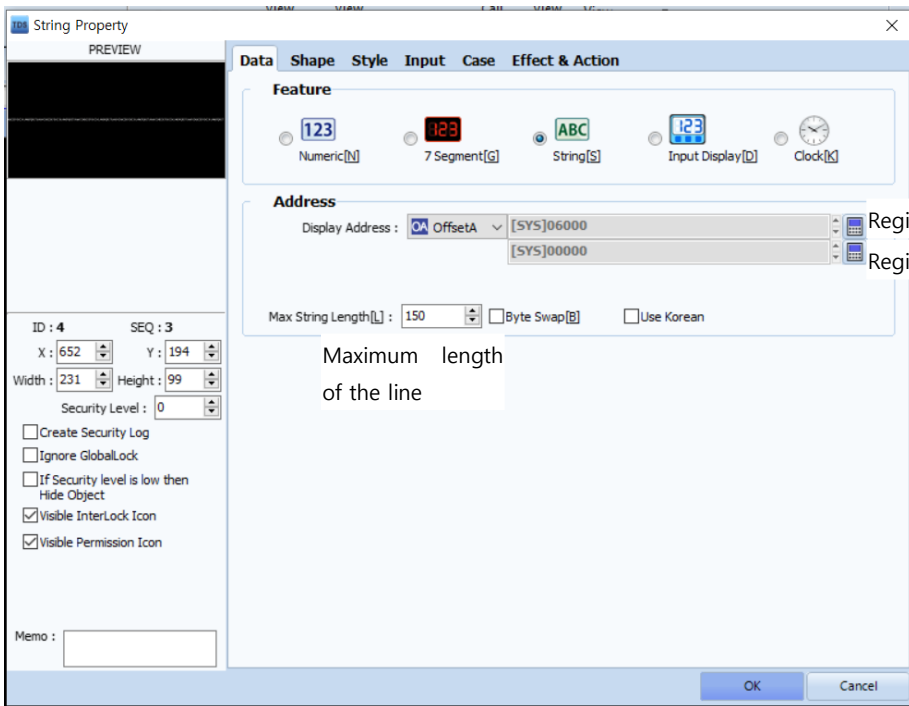 String Property
PREVIEW
Data Shape Style Input Case Effect & Action
Feature
123 123 ABC 123
Numeric[N] 7 Segment[G] String[S] Input Display[D] Clock[K]
Address
Display Address : OA OffsetA [SYS]06000
[SYS]00000
Max String Length[L] : 150 Byte Swap[B] Use Korean
Maximum length
of the line
ID : 4 SEQ : 3
X : 652 Y : 194
Width : 231 Height : 99
Security Level : 0
Create Security Log
Ignore GlobalLock
If Security level is low then
Hide Object
Visible InterLock Icon
Visible Permission Icon
Memo :
OK Cancel